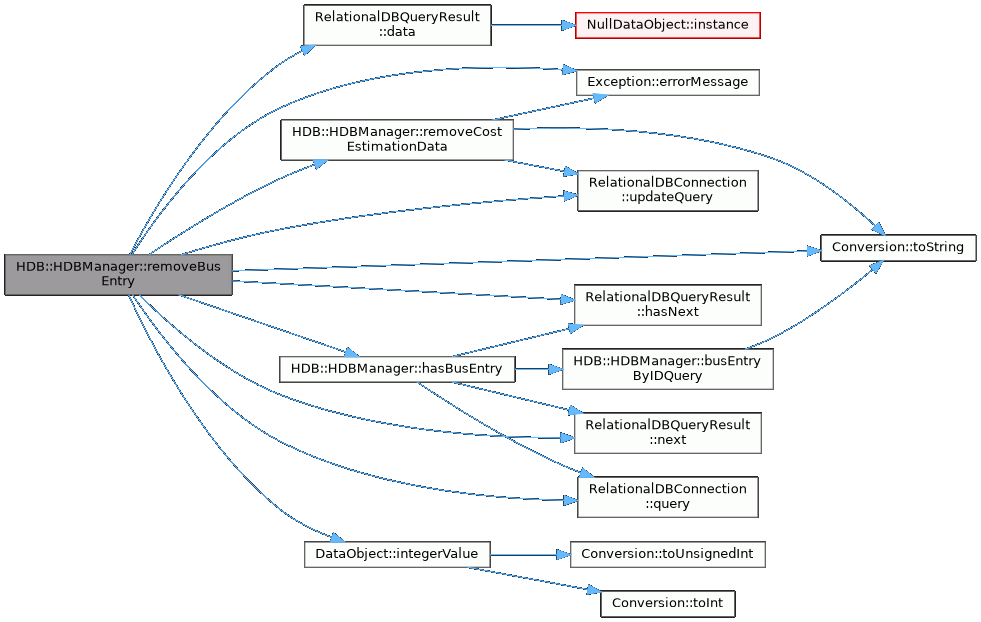 RelationalDBQueryResult
::data
NullDataObject::instance
Exception::errorMessage
HDB::HDBManager::removeCost
EstimationData
RelationalDBConnection
::updateQuery
Conversion::toString
HDB::HDBManager::removeBus
Entry
RelationalDBQueryResult
::hasNext
HDB::HDBManager::hasBusEntry
HDB::HDBManager::busEntry
ByIDQuery
RelationalDBQueryResult
::next
RelationalDBConnection
::query
DataObject::integerValue
Conversion::toUnsignedInt
Conversion::toInt